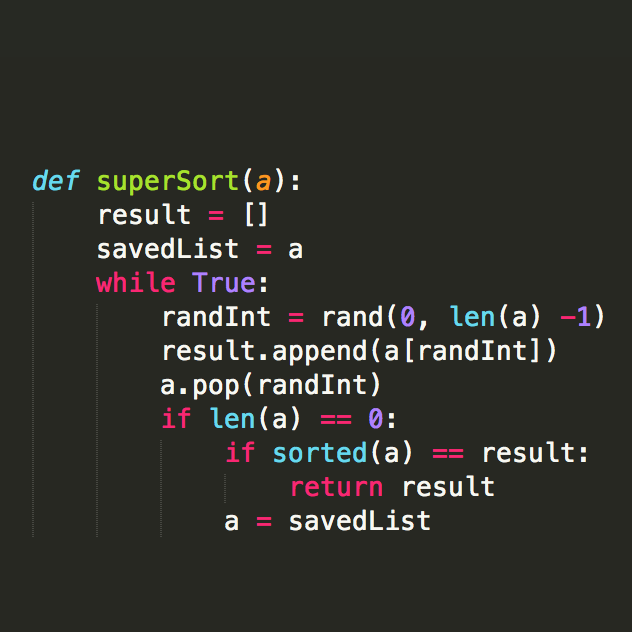 def superSort(a):
    result = []
    savedList = a
    while True:
        randInt = rand(0, len(a) -1)
        result.append(a[randInt])
        a.pop(randInt)
        if len(a) == 0:
            if sorted(a) == result:
                return result
            a = savedList